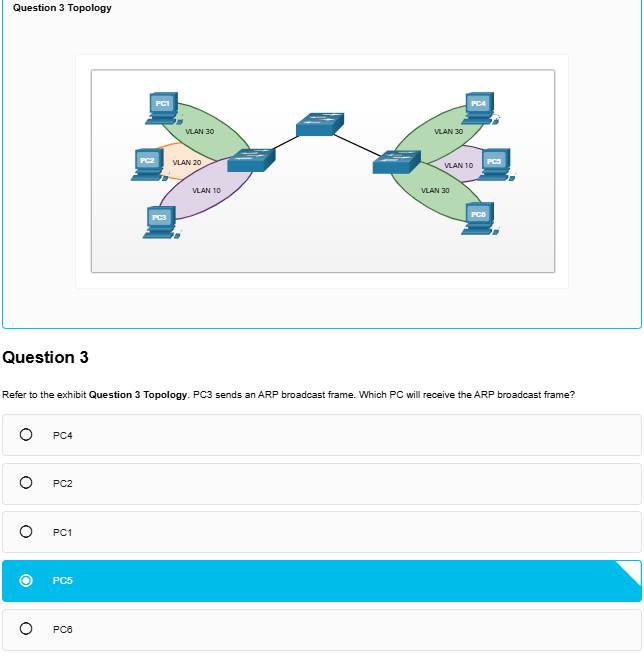 Question 3 Topology
PC1
PC4
VLAN 30
VLAN 30
PC2
VLAN 20
VLAN 10
PC5
VLAN 10
VLAN 30
PC3
PC6
Question 3
Refer to the exhibit Question 3 Topology. PC3 sends an ARP broadcast frame. Which PC will receive the ARP broadcast frame?
PC4
PC2
PC1
PC5
PC6